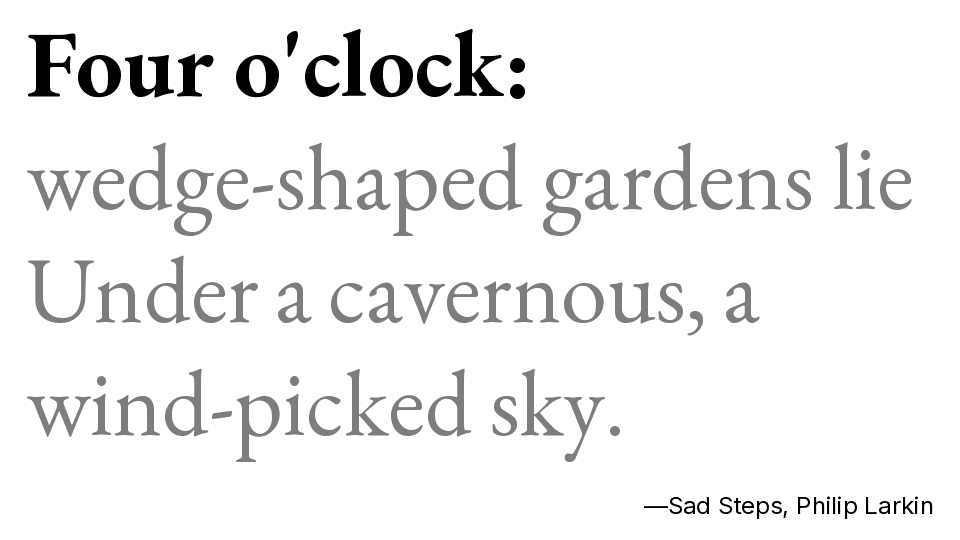 Four o'clock:
wedge-shaped gardens lie
Under a cavernous, a
wind-picked sky.
—Sad Steps, Philip Larkin